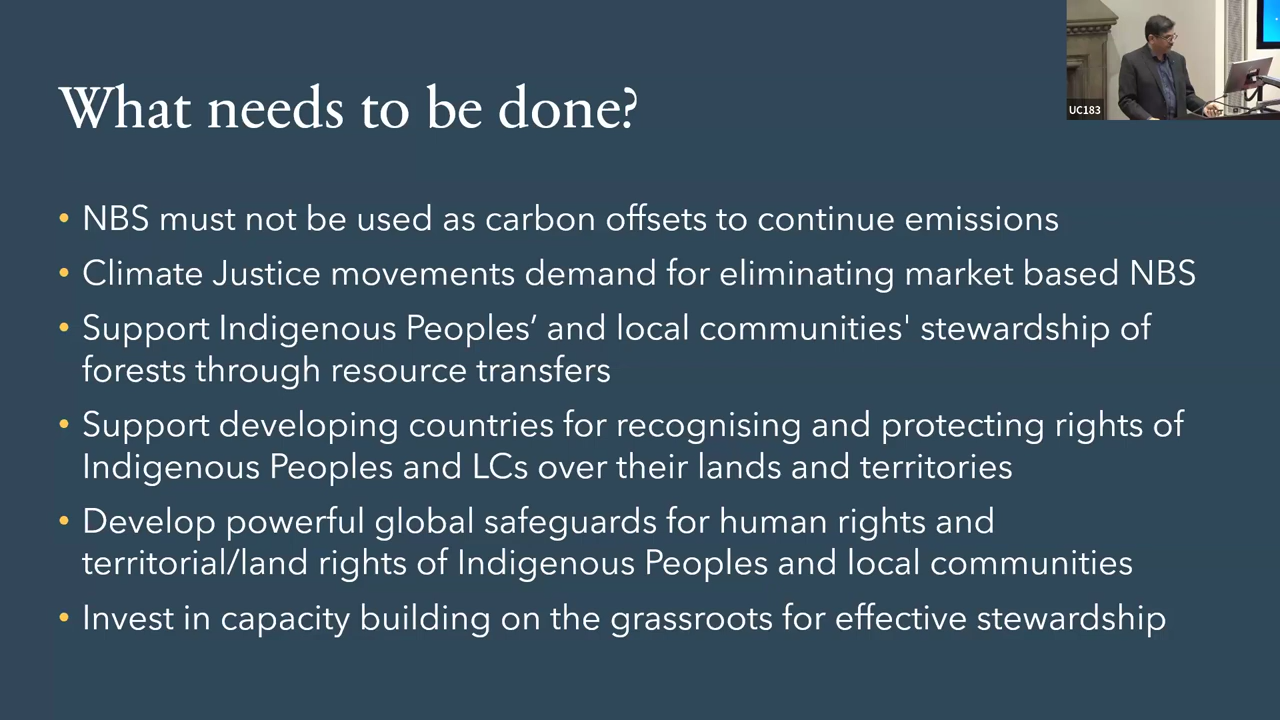 UC183
What needs to be done?
• NBS must not be used as carbon offsets to continue emissions
• Climate Justice movements demand for eliminating market based NBS
• Support Indigenous Peoples‘ and local communities' stewardship of
forests through resource transfers
• Support developing countries for recognising and protecting rights of
Indigenous Peoples and LCs over their lands and territories
• Develop powerful global safeguards for human rights and
territorial/land rights of Indigenous Peoples and local communities
• Invest in capacity building on the grassroots for effective stewardship